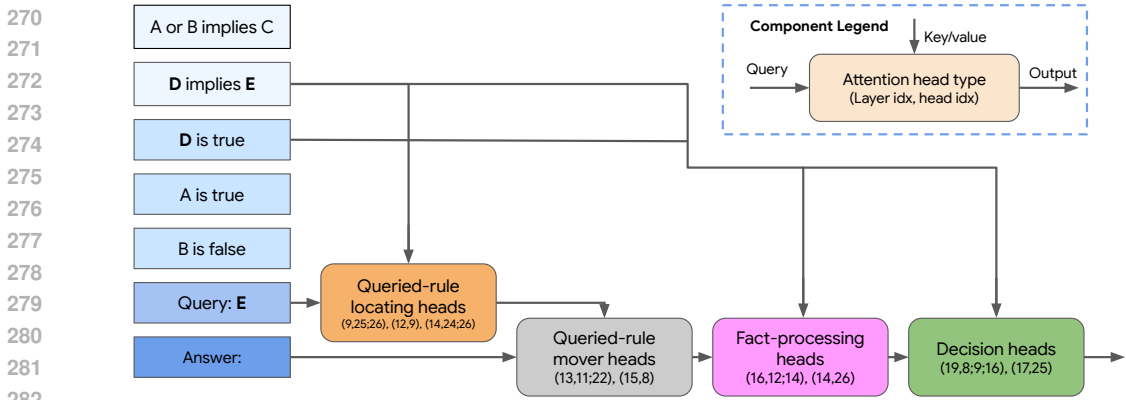 270
271
272
273
274
275
276
277
278
279
280
281
282
A or B implies C
D implies E
D is true
A is true
B is false
Query: E
Answer:
Component Legend
Key/value
Query
Attention head type
(Layer idx, head idx)
Output
Queried-rule
locating heads
(9,25;26), (12,9), (14,24;26)
Queried-rule
mover heads
(13,11;22), (15,8)
Fact-processing
heads
(16,12;14), (14,26)
Decision heads
(19,8;9;16), (17,25)